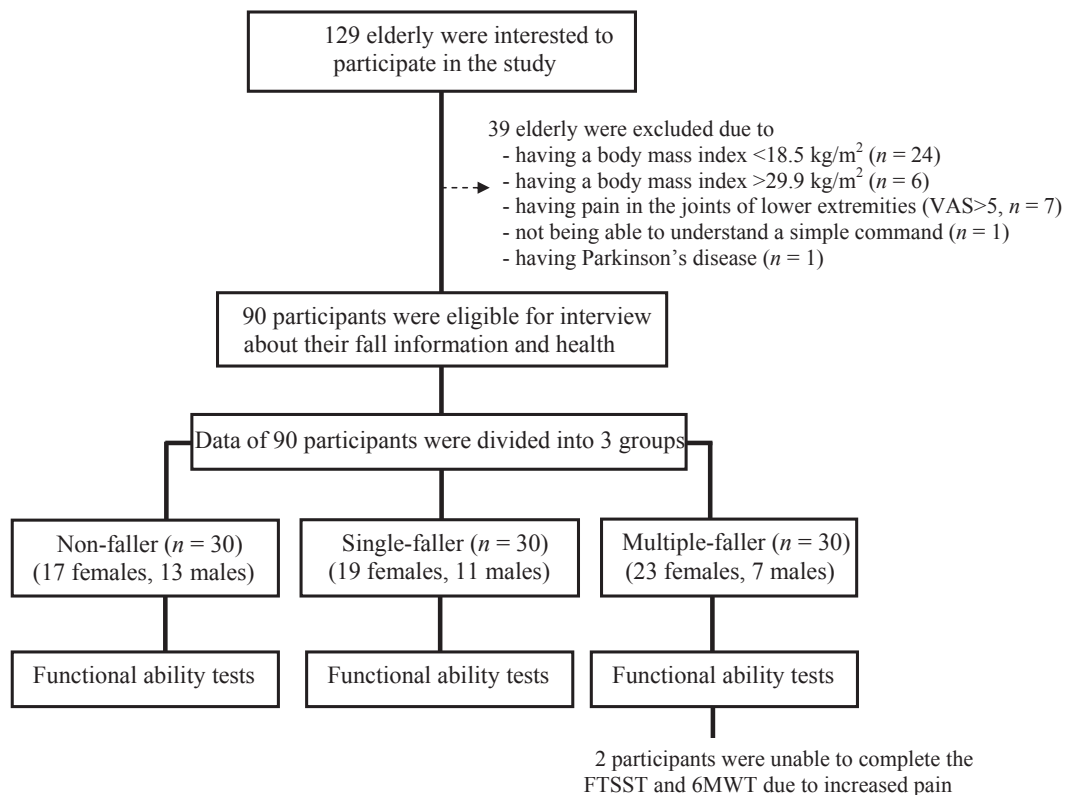 129 elderly were interested to
participate in the study
39 elderly were excluded due to
- having a body mass index <18.5 kg/m² (n = 24)
- having a body mass index >29.9 kg/m² (n = 6)
- having pain in the joints of lower extremities (VAS>5, n = 7)
- not being able to understand a simple command (n = 1)
- having Parkinson's disease (n = 1)
90 participants were eligible for interview
about their fall information and health
Data of 90 participants were divided into 3 groups
Non-faller (n = 30)
(17 females, 13 males)
Single-faller (n = 30)
(19 females, 11 males)
Multiple-faller (n = 30)
(23 females, 7 males)
Functional ability tests
Functional ability tests
Functional ability tests
2 participants were unable to complete the
FTSST and 6MWT due to increased pain